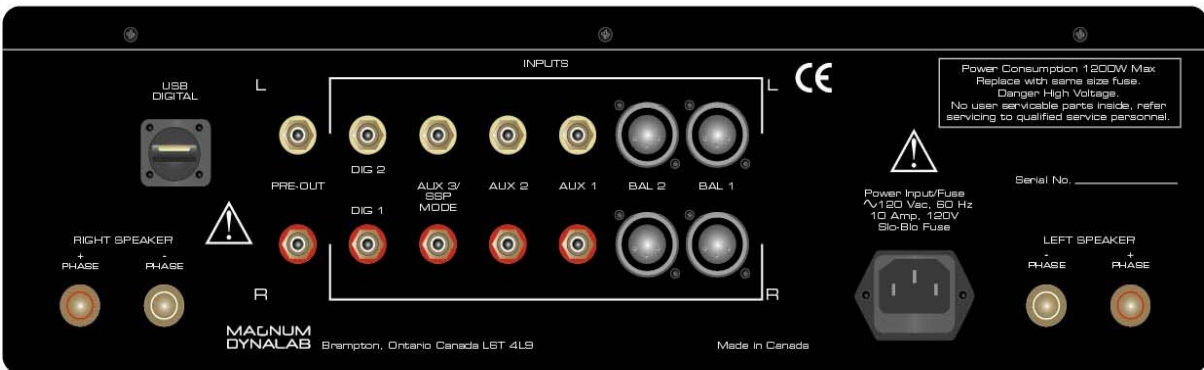 USB
DIGITAL
L
INPUTS
L
CE
Power Consumption 1200W Max
Replace with same size fuse.
Danger High Voltage.
No user servicable parts inside, refer
servicing to qualified service personnel.
DIG 2
PRE-OUT
AUX 3/
SSP
MODE
AUX 2
AUX 1
BAL 2
BAL 1
DIG 1
Serial No.
Power Input/Fuse
∿120 Vac, 60 Hz
10 Amp, 120V
Slo-Blo Fuse
RIGHT SPEAKER
+
PHASE
-
PHASE
LEFT SPEAKER
-
PHASE
+
PHASE
R
R
MAGNUM
DYNALAB
Brampton, Ontario Canada L6T 4L9
Made in Canada